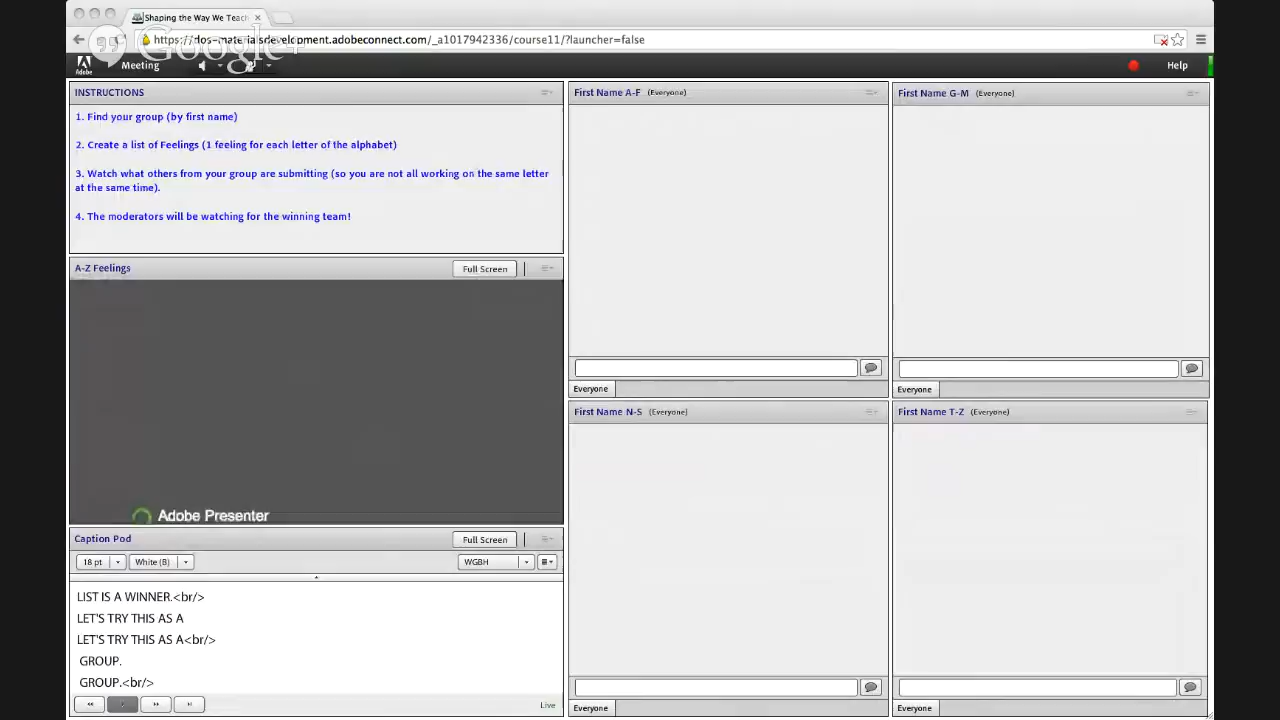 Shaping the Way We Teach
Google+
https://dos-materialsdevelopment.adobeconnect.com/_a1017942336/course11/?launcher=false
Adobe
Meeting
Help
INSTRUCTIONS
1. Find your group (by first name)
2. Create a list of Feelings (1 feeling for each letter of the alphabet)
3. Watch what others from your group are submitting (so you are not all working on the same letter
at the same time).
4. The moderators will be watching for the winning team!
A-Z Feelings
Full Screen
Adobe Presenter
Caption Pod
Full Screen
18 pt
White (B)
WGBH
LIST IS A WINNER.<br/>
LET'S TRY THIS AS A
LET'S TRY THIS AS A<br/>
GROUP.
GROUP.<br/>
Live
First Name A-F (Everyone)
Everyone
First Name G-M (Everyone)
Everyone
First Name N-S (Everyone)
Everyone
First Name T-Z (Everyone)
Everyone